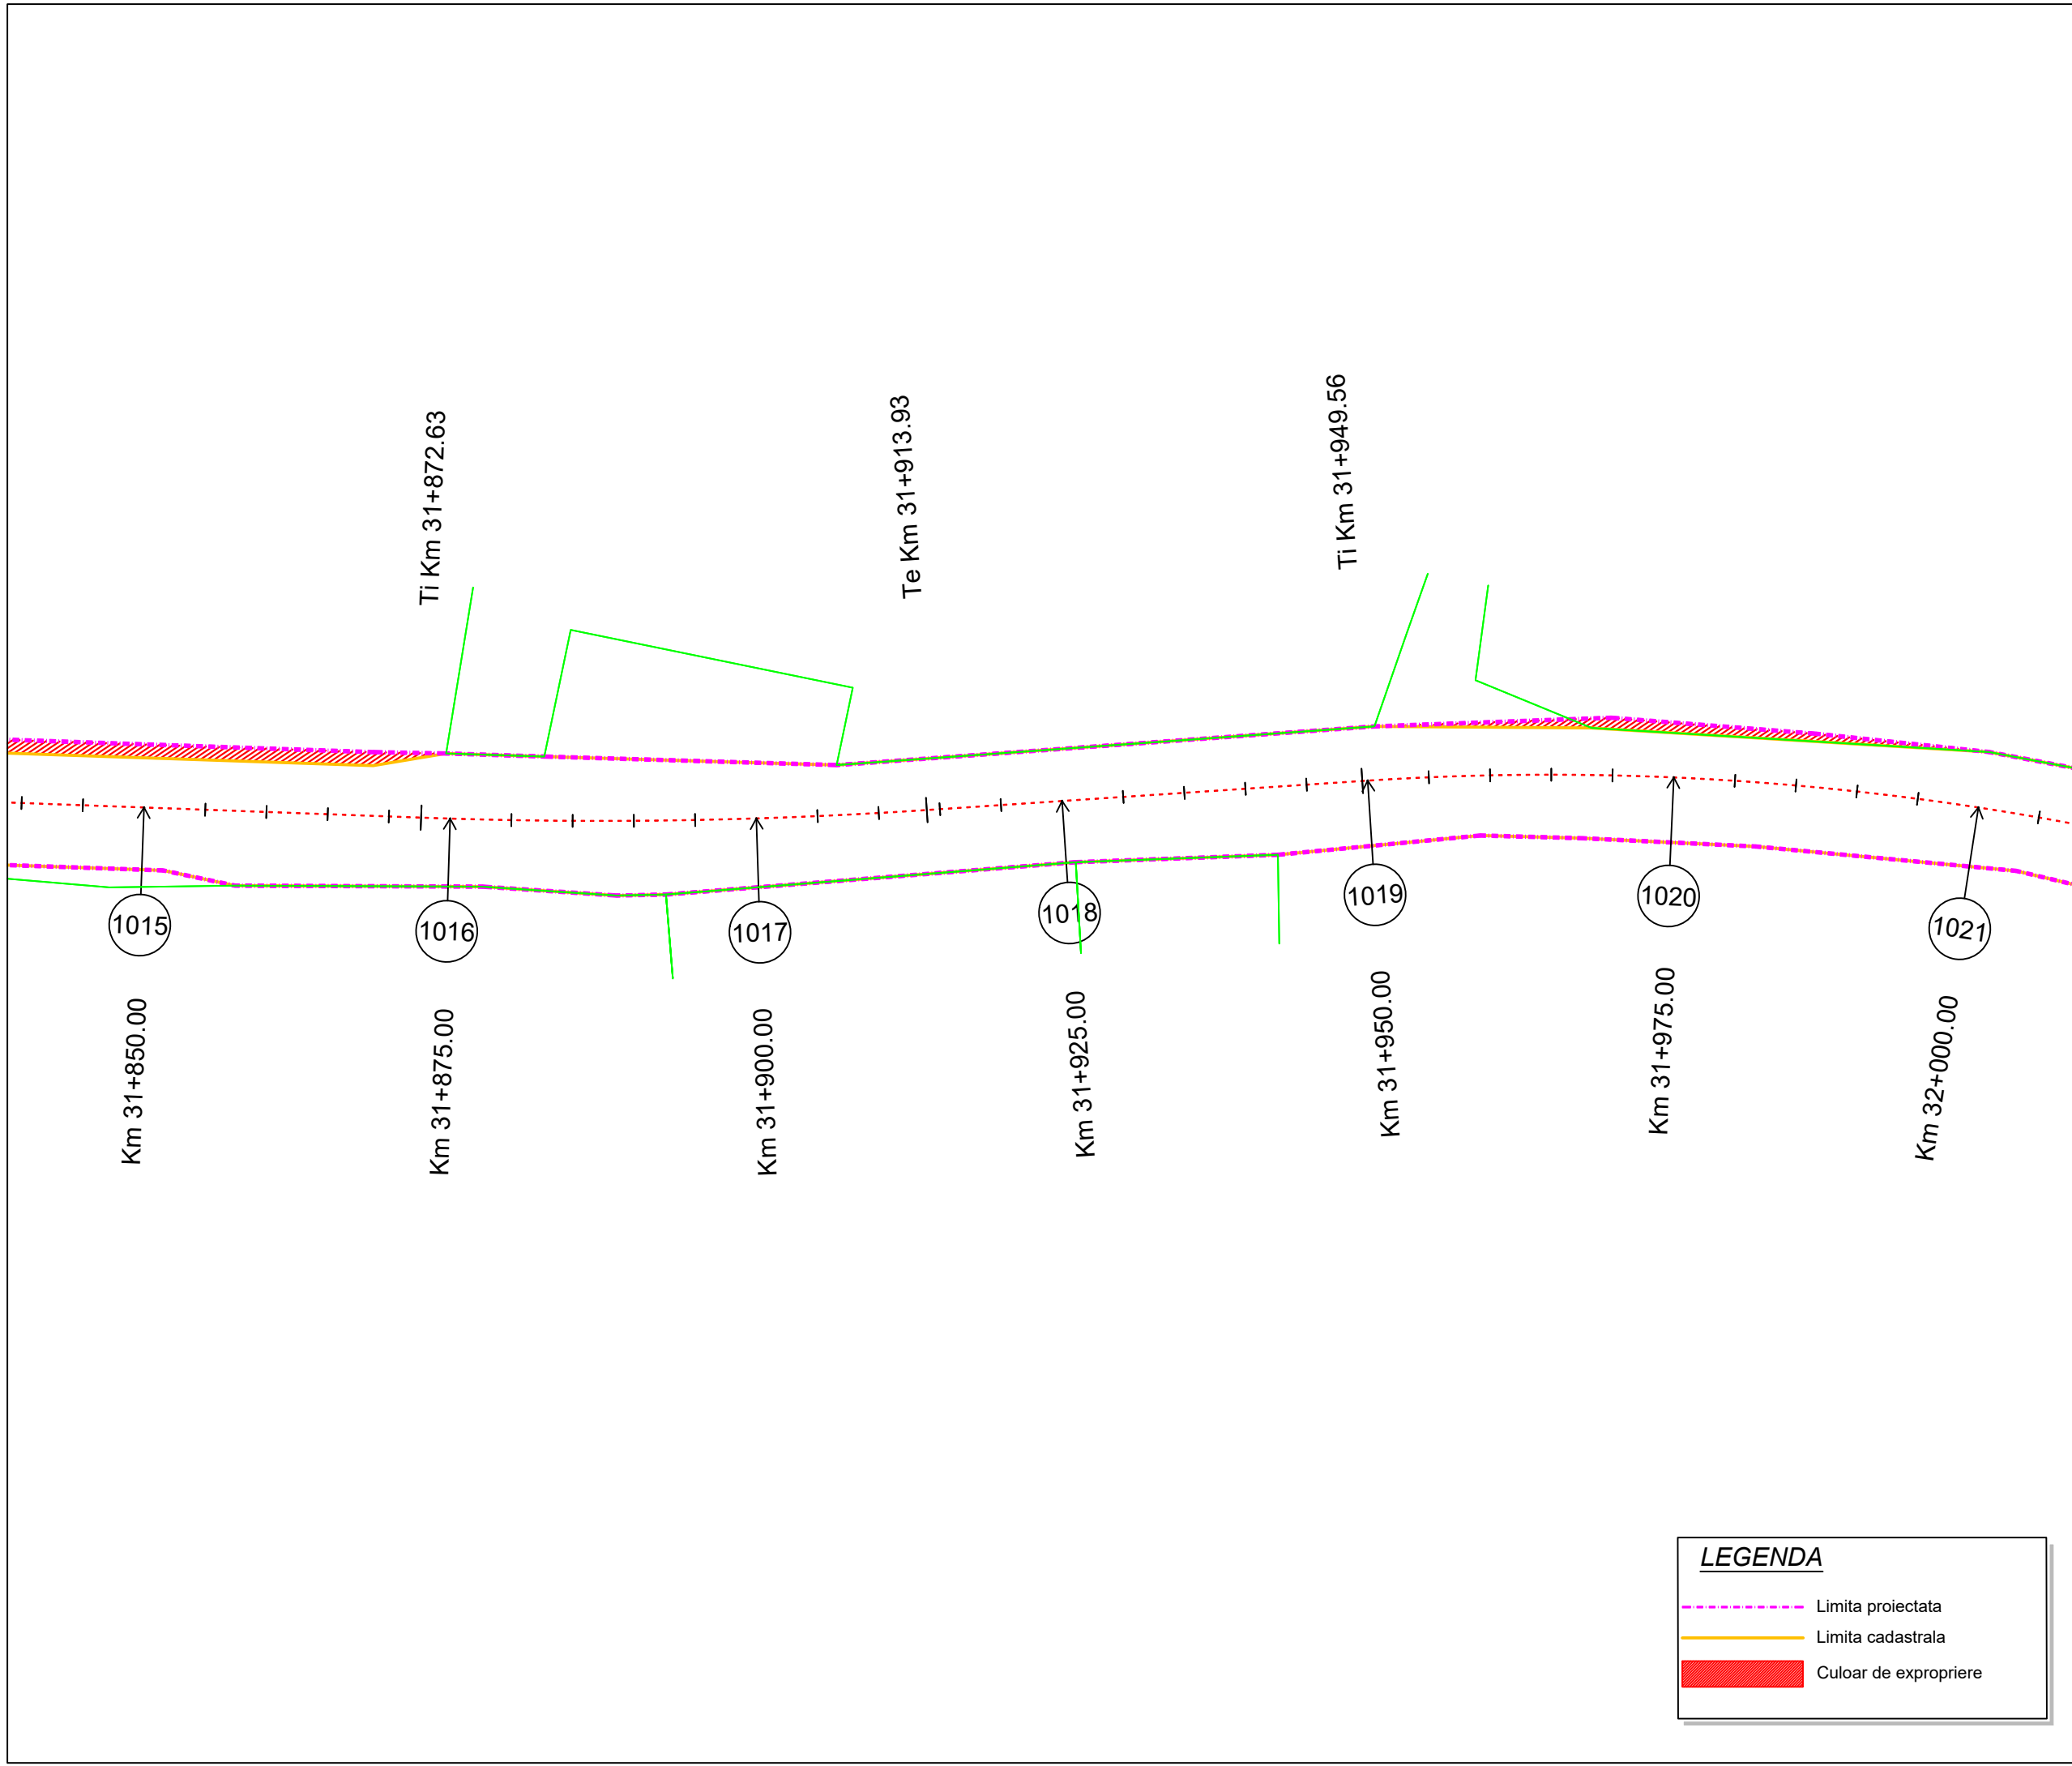 Ti Km 31+872.63
Te Km 31+913.93
Ti Km 31+949.56
1015
1016
1017
1018
1019
1020
1021
Km 31+850.00
Km 31+875.00
Km 31+900.00
Km 31+925.00
Km 31+950.00
Km 31+975.00
Km 32+000.00
LEGENDA
Limita proiectata
Limita cadastrala
Culoar de expropriere